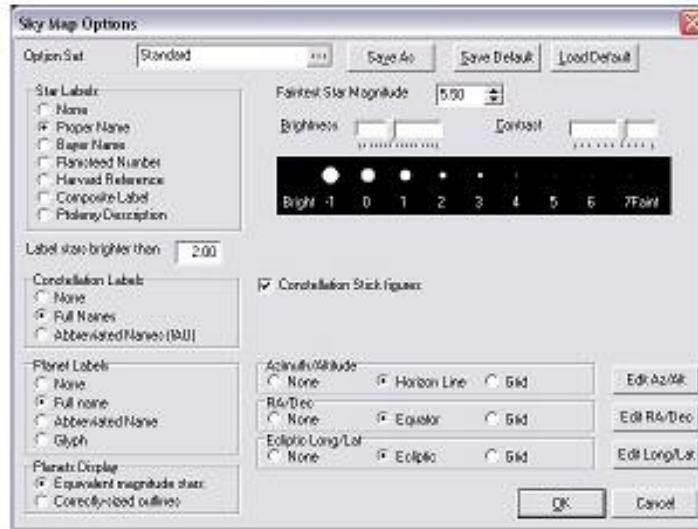 Sky Map Options
Option Set Standard ... Save As Save Default Load Default
Star Labels
None
Proper Name
Bayer Name
Flamsteed Number
Harvard Reference
Composite Label
Ptolemy Description
Faintest Star Magnitude 5.50
Brightness Contrast
Bright -1 0 1 2 3 4 5 6 7 Faint
Label stars brighter than 2.00
Constellation Labels
None
Full Names
Abbreviated Names (IAU)
Constellation Stick figures
Planet Labels
None
Full name
Abbreviated Name
Glyph
Azimuth/Altitude
None Horizon Line Grid Edit Az/Alt
RA/Dec
None Equator Grid Edit RA/Dec
Ecliptic Long/Lat
None Ecliptic Grid Edit Long/Lat
Planets Display
Equivalent magnitude stars
Correctly-sized outlines
OK Cancel